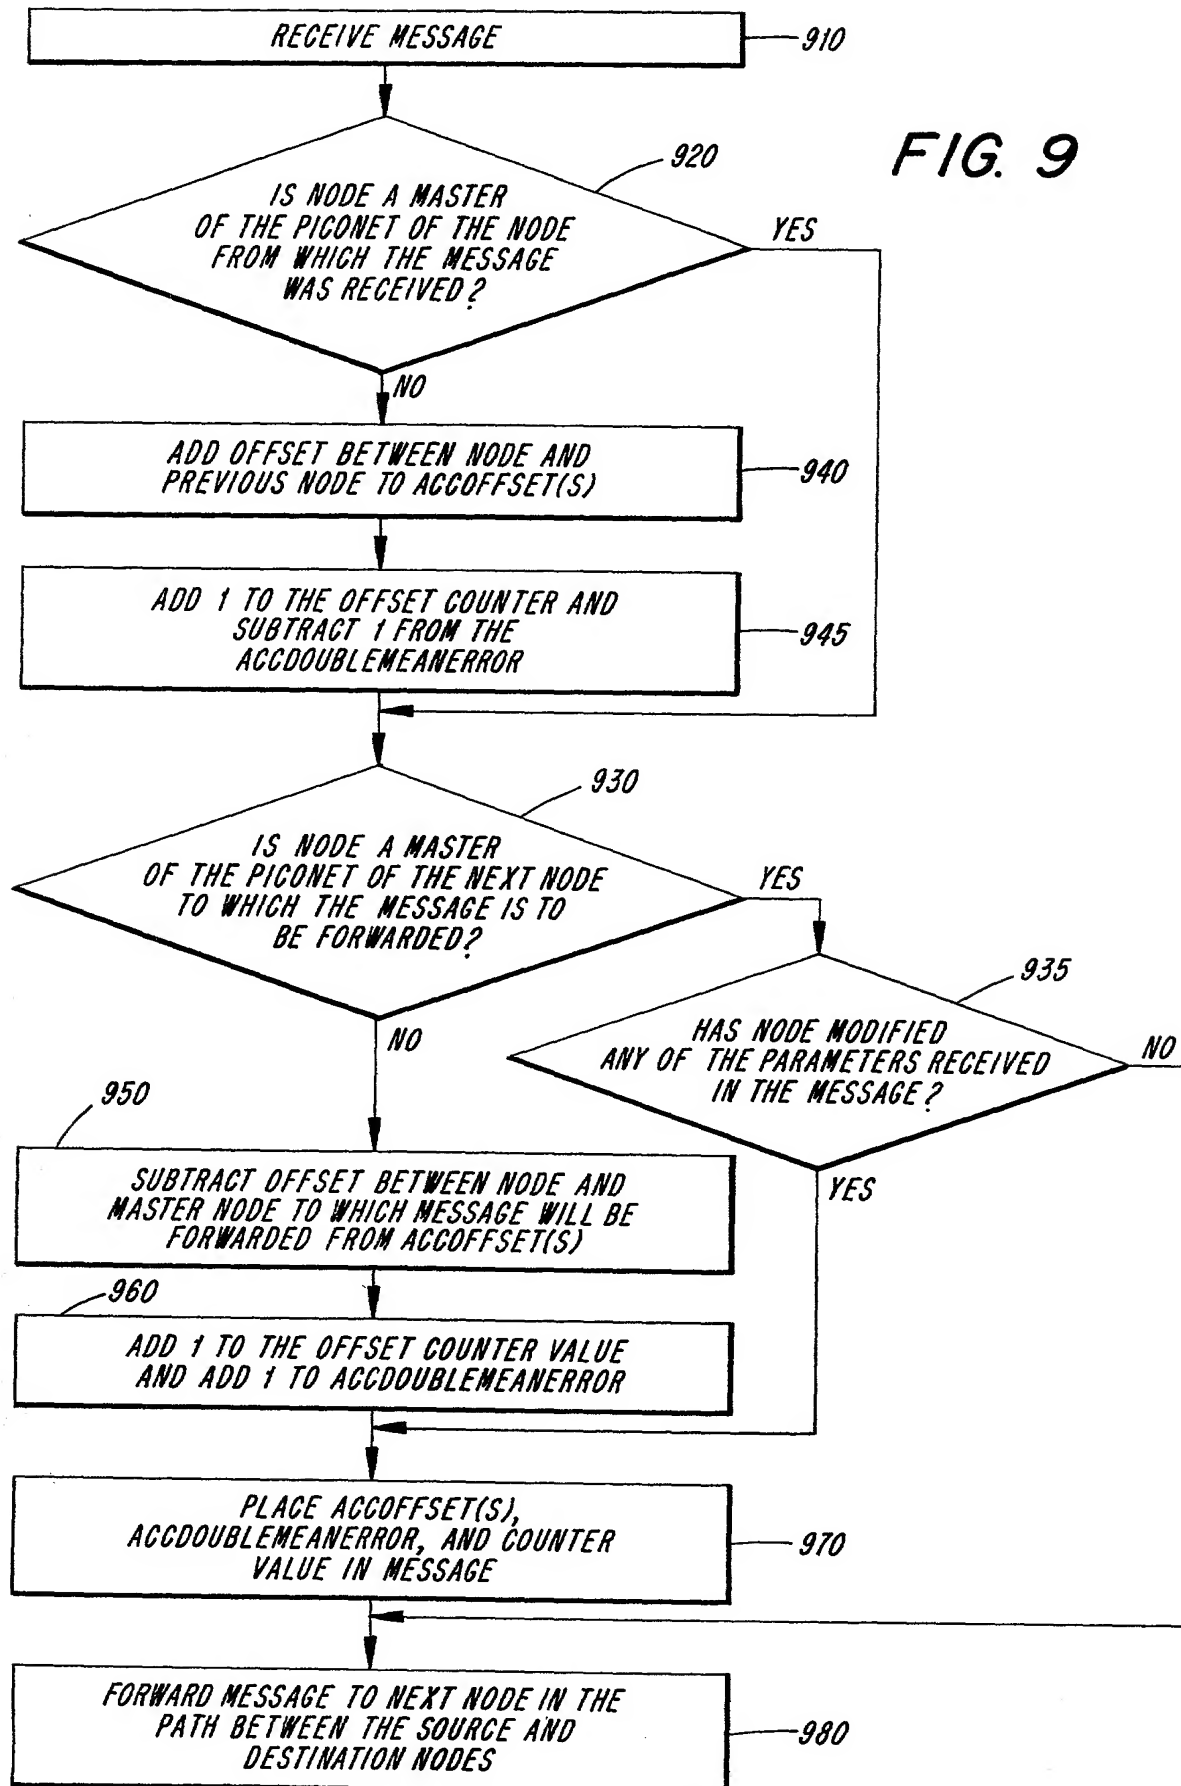 RECEIVE MESSAGE
910
FIG. 9
920
IS NODE A MASTER
OF THE PICONET OF THE NODE
FROM WHICH THE MESSAGE
WAS RECEIVED?
YES
NO
ADD OFFSET BETWEEN NODE AND
PREVIOUS NODE TO ACCOFFSET(S)
940
ADD 1 TO THE OFFSET COUNTER AND
SUBTRACT 1 FROM THE
ACCDOUBLEMEANERROR
945
930
IS NODE A MASTER
OF THE PICONET OF THE NEXT NODE
TO WHICH THE MESSAGE IS TO
BE FORWARDED?
YES
NO
935
HAS NODE MODIFIED
ANY OF THE PARAMETERS RECEIVED
IN THE MESSAGE?
NO
YES
950
SUBTRACT OFFSET BETWEEN NODE AND
MASTER NODE TO WHICH MESSAGE WILL BE
FORWARDED FROM ACCOFFSET(S)
960
ADD 1 TO THE OFFSET COUNTER VALUE
AND ADD 1 TO ACCDOUBLEMEANERROR
PLACE ACCOFFSET(S),
ACCDOUBLEMEANERROR, AND COUNTER
VALUE IN MESSAGE
970
FORWARD MESSAGE TO NEXT NODE IN THE
PATH BETWEEN THE SOURCE AND
DESTINATION NODES
980